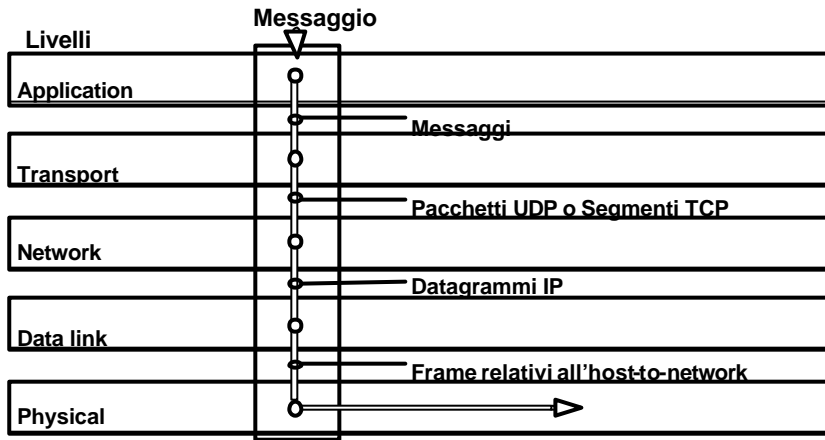 Messaggio
Livelli
Application
Messaggi
Transport
Pacchetti UDP o Segmenti TCP
Network
Datagrammi IP
Data link
Frame relativi all'host-to-network
Physical